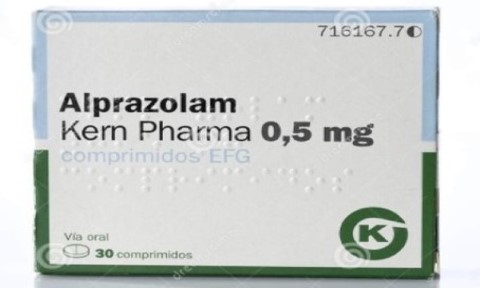 716167.7
Alprazolam
Kern Pharma 0,5 mg
comprimidos EFG
Vía oral
30 comprimidos
K